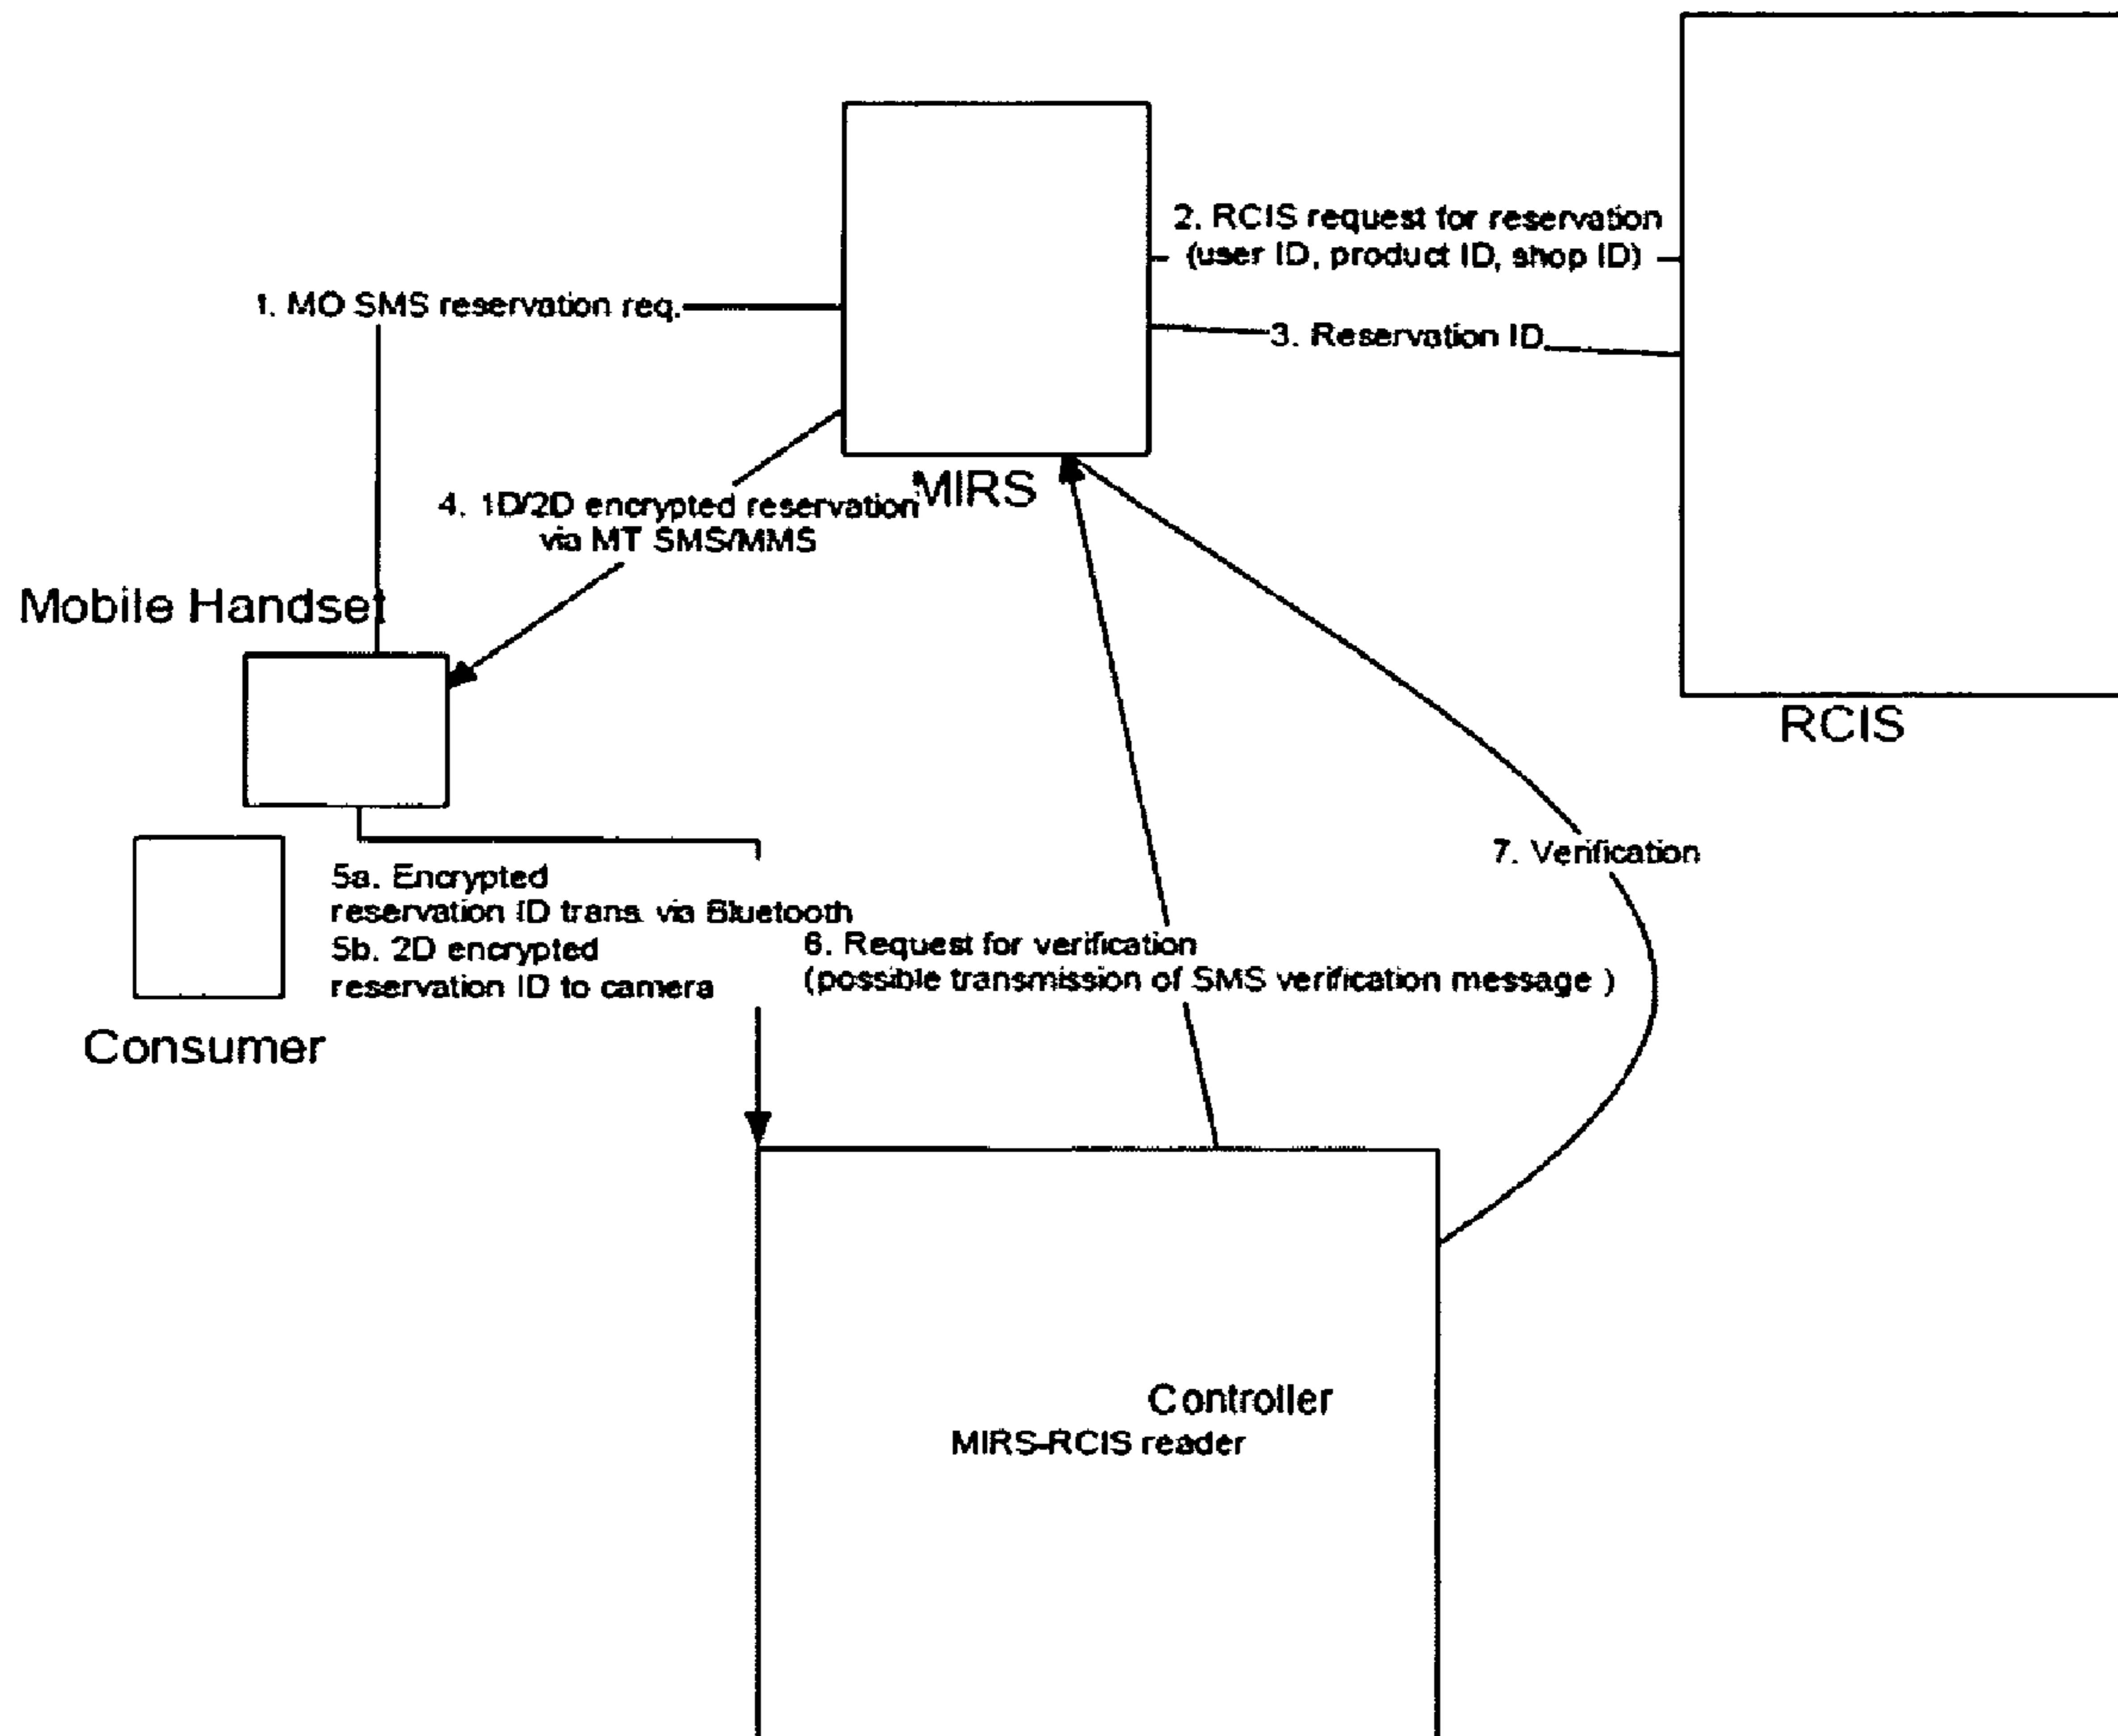 2. RCIS request for reservation
(user ID, product ID, shop ID)
1. MO SMS reservation req.
3. Reservation ID
MIRS
4. 1D/2D encrypted reservation
via MT SMS/MMS
Mobile Handset
RCIS
7. Verification
5a. Encrypted
reservation ID trans. via Bluetooth
5b. 2D encrypted
reservation ID to camera
6. Request for verification
(possible transmission of SMS verification message )
Consumer
Controller
MIRS-RCIS reader